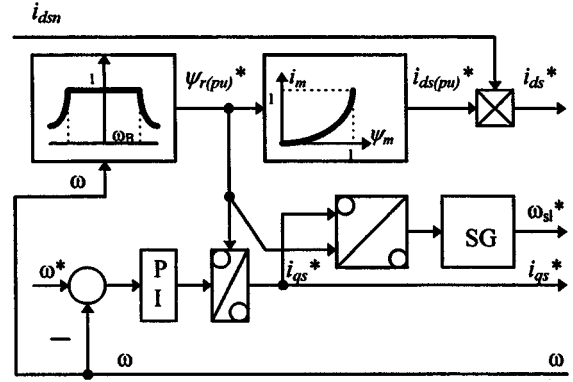 i_dsn
1
ω_B
ψ_r(pu)*
i_m
1
ψ_m
1
i_ds(pu)*
i_ds*
ω
ω*
P
I
i_qs*
SG
ω_sl*
i_qs*
−
ω
ω